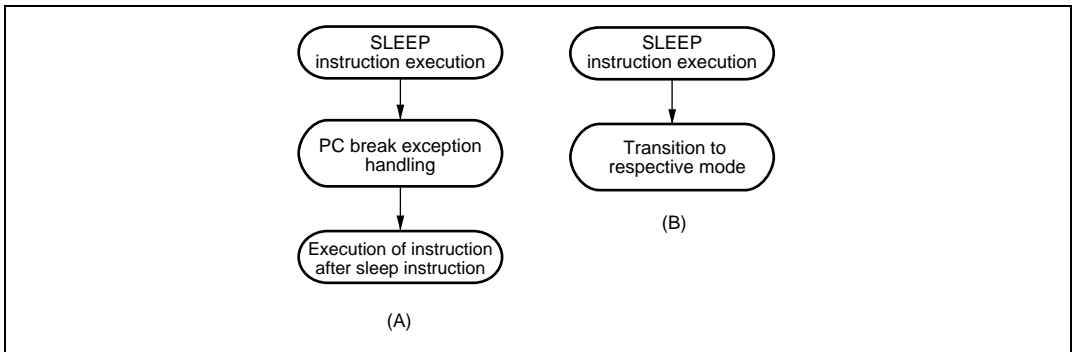 SLEEP
instruction execution
PC break exception
handling
Execution of instruction
after sleep instruction
(A)
SLEEP
instruction execution
Transition to
respective mode
(B)